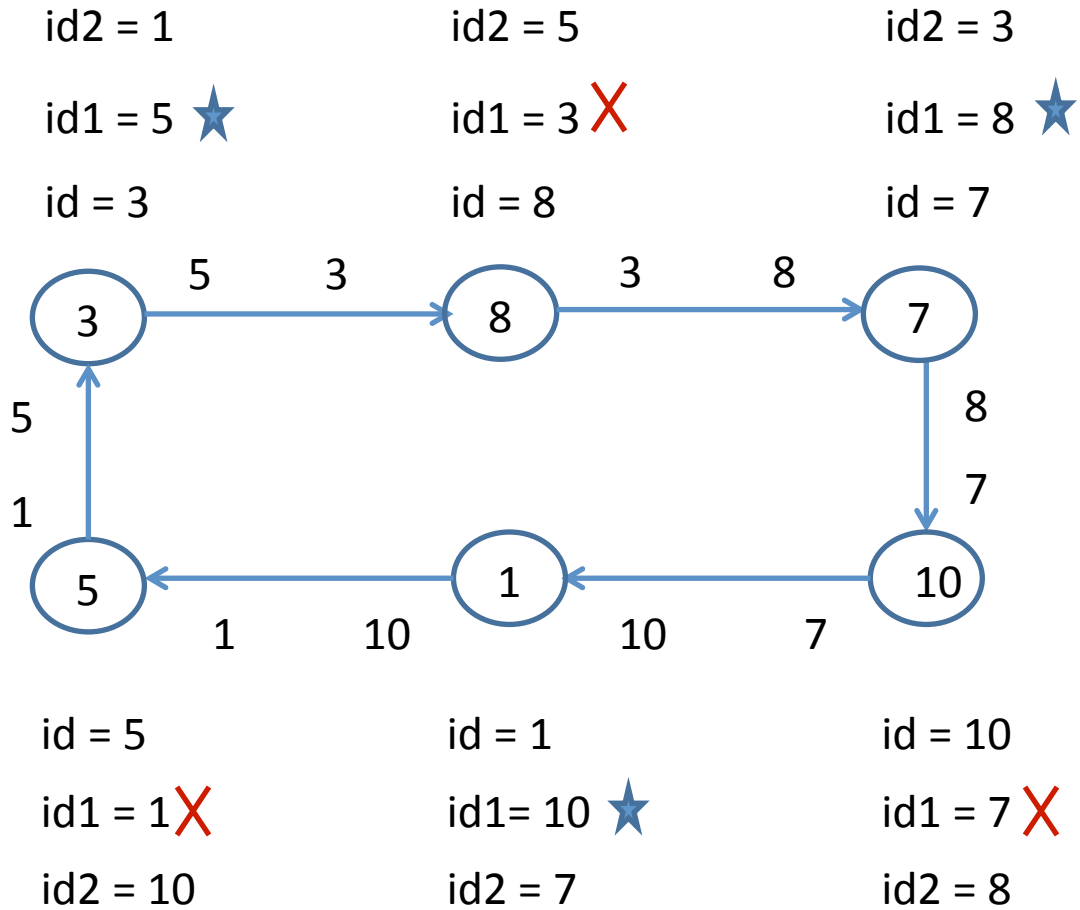 id2 = 1 id2 = 5 id2 = 3
id1 = 5 id1 = 3 id1 = 8
id = 3 id = 8 id = 7
5 3 3 8
3 8 7
5 8
1 7
5 1 10
1 10 10 7
id = 5 id = 1 id = 10
id1 = 1 id1= 10 id1 = 7
id2 = 10 id2 = 7 id2 = 8